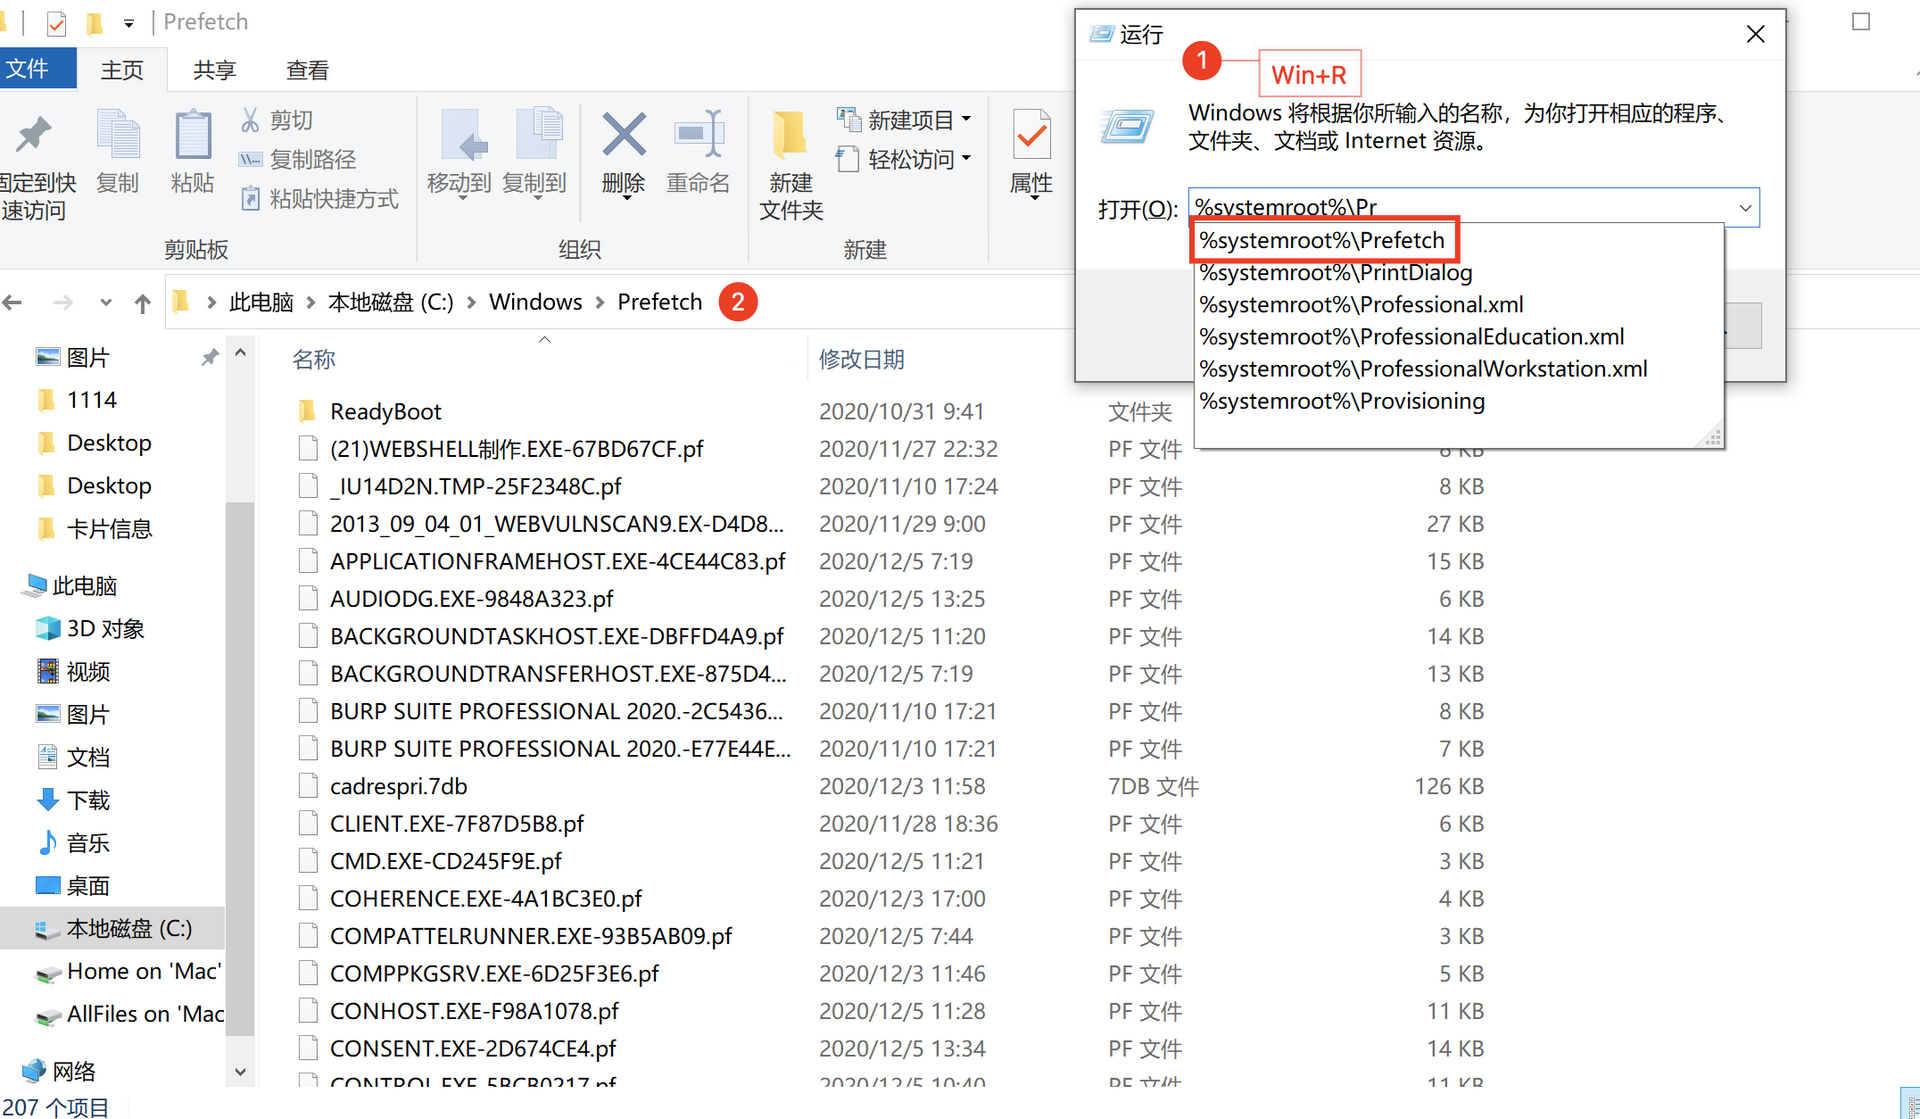 Prefetch
文件 主页 共享 查看
固定到快速访问
复制
粘贴
剪切
复制路径
粘贴快捷方式
剪贴板
移动到 复制到
删除
重命名
组织
新建
文件夹
新建项目
轻松访问
新建
属性
此电脑 本地磁盘 (C:) Windows Prefetch 2
运行
1
Win+R
Windows 将根据你所输入的名称，为你打开相应的程序、
文件夹、文档或 Internet 资源。
打开(O): %systemroot%\Pr
%systemroot%\Prefetch
%systemroot%\PrintDialog
%systemroot%\Professional.xml
%systemroot%\ProfessionalEducation.xml
%systemroot%\ProfessionalWorkstation.xml
%systemroot%\Provisioning
图片
1114
Desktop
Desktop
卡片信息
此电脑
3D 对象
视频
图片
文档
下载
音乐
桌面
本地磁盘 (C:)
Home on 'Mac'
AllFiles on 'Mac
网络
名称 修改日期
ReadyBoot 2020/10/31 9:41 文件夹
(21)WEBSHELL制作.EXE-67BD67CF.pf 2020/11/27 22:32 PF 文件 8 KB
_IU14D2N.TMP-25F2348C.pf 2020/11/10 17:24 PF 文件 8 KB
2013_09_04_01_WEBVULNSCAN9.EX-D4D8... 2020/11/29 9:00 PF 文件 27 KB
APPLICATIONFRAMEHOST.EXE-4CE44C83.pf 2020/12/5 7:19 PF 文件 15 KB
AUDIODG.EXE-9848A323.pf 2020/12/5 13:25 PF 文件 6 KB
BACKGROUNDTASKHOST.EXE-DBFFD4A9.pf 2020/12/5 11:20 PF 文件 14 KB
BACKGROUNDTRANSFERHOST.EXE-875D4... 2020/12/5 7:19 PF 文件 13 KB
BURP SUITE PROFESSIONAL 2020.-2C5436... 2020/11/10 17:21 PF 文件 8 KB
BURP SUITE PROFESSIONAL 2020.-E77E44E... 2020/11/10 17:21 PF 文件 7 KB
cadrespri.7db 2020/12/3 11:58 7DB 文件 126 KB
CLIENT.EXE-7F87D5B8.pf 2020/11/28 18:36 PF 文件 6 KB
CMD.EXE-CD245F9E.pf 2020/12/5 11:21 PF 文件 3 KB
COHERENCE.EXE-4A1BC3E0.pf 2020/12/3 17:00 PF 文件 4 KB
COMPATTELRUNNER.EXE-93B5AB09.pf 2020/12/5 7:44 PF 文件 3 KB
COMPPKGSRV.EXE-6D25F3E6.pf 2020/12/3 11:46 PF 文件 5 KB
CONHOST.EXE-F98A1078.pf 2020/12/5 11:28 PF 文件 11 KB
CONSENT.EXE-2D674CE4.pf 2020/12/5 13:34 PF 文件 14 KB
CONTROL.EXE-5BCB0217.pf 2020/12/5 10:40 PF 文件 11 KB
207 个项目